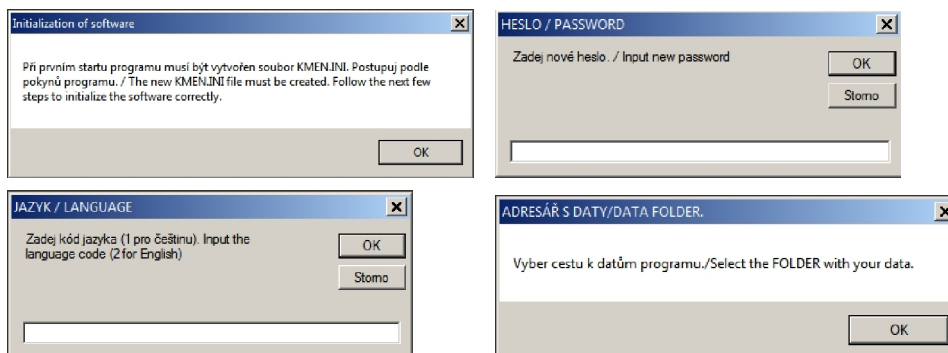 Initialization of software
Při prvním startu programu musí být vytvořen soubor KMEN.INI. Postupuj podle
pokynů programu. / The new KMEN.INI file must be created. Follow the next few
steps to initialize the software correctly.
OK
HESLO / PASSWORD
Zadej nové heslo. / Input new password
OK
Storno
JAZYK / LANGUAGE
Zadej kód jazyka (1 pro češtinu). Input the
language code (2 for English)
OK
Storno
ADRESÁŘ S DATY/DATA FOLDER.
Vyber cestu k datům programu./Select the FOLDER with your data.
OK